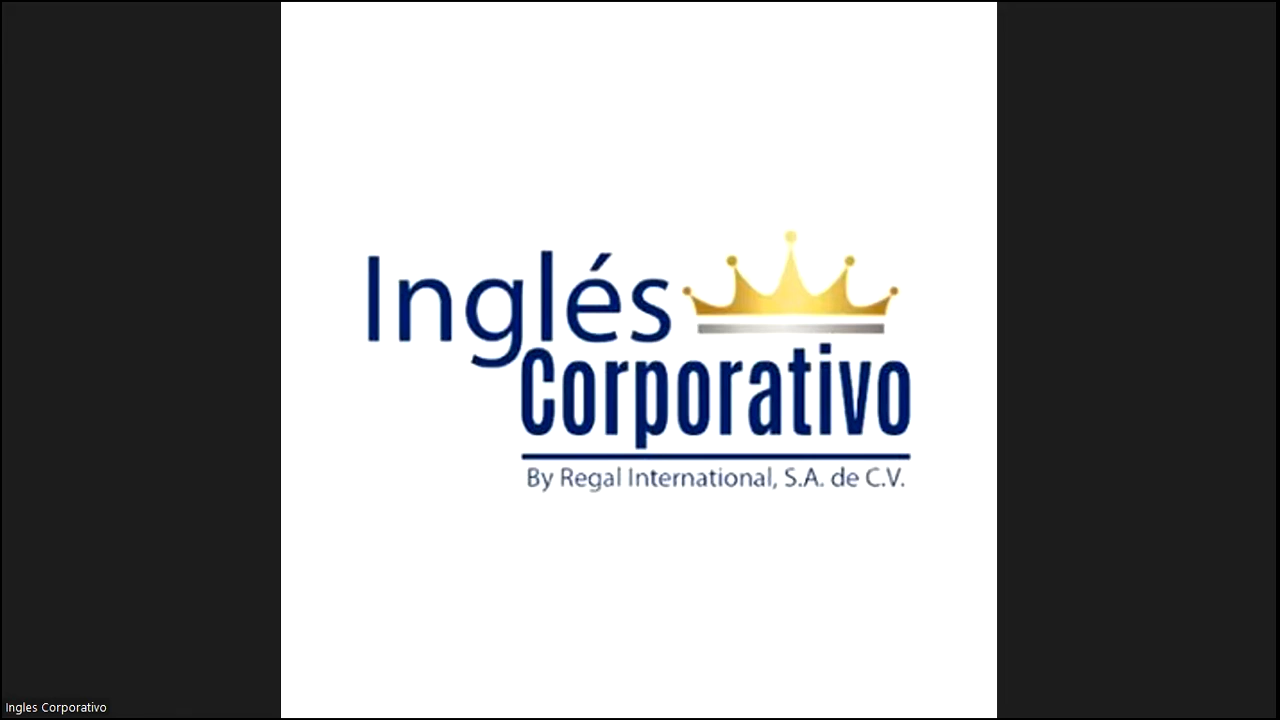 Inglés
Corporativo
By Regal International, S.A. de C.V.
Ingles Corporativo